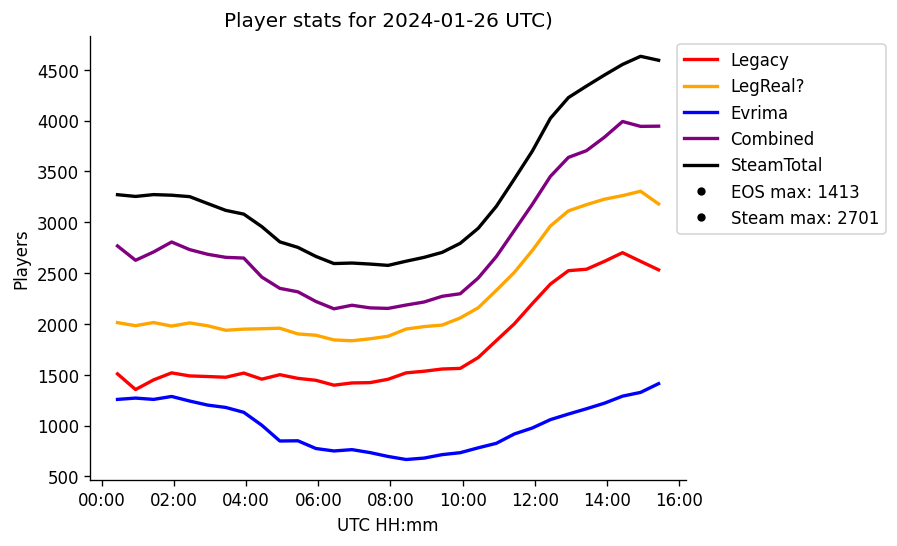 Player stats for 2024-01-26 UTC)
Players
4500
4000
3500
3000
2500
2000
1500
1000
500
00:00 02:00 04:00 06:00 08:00 10:00 12:00 14:00 16:00
UTC HH:mm
Legacy
LegReal?
Evrima
Combined
SteamTotal
EOS max: 1413
Steam max: 2701